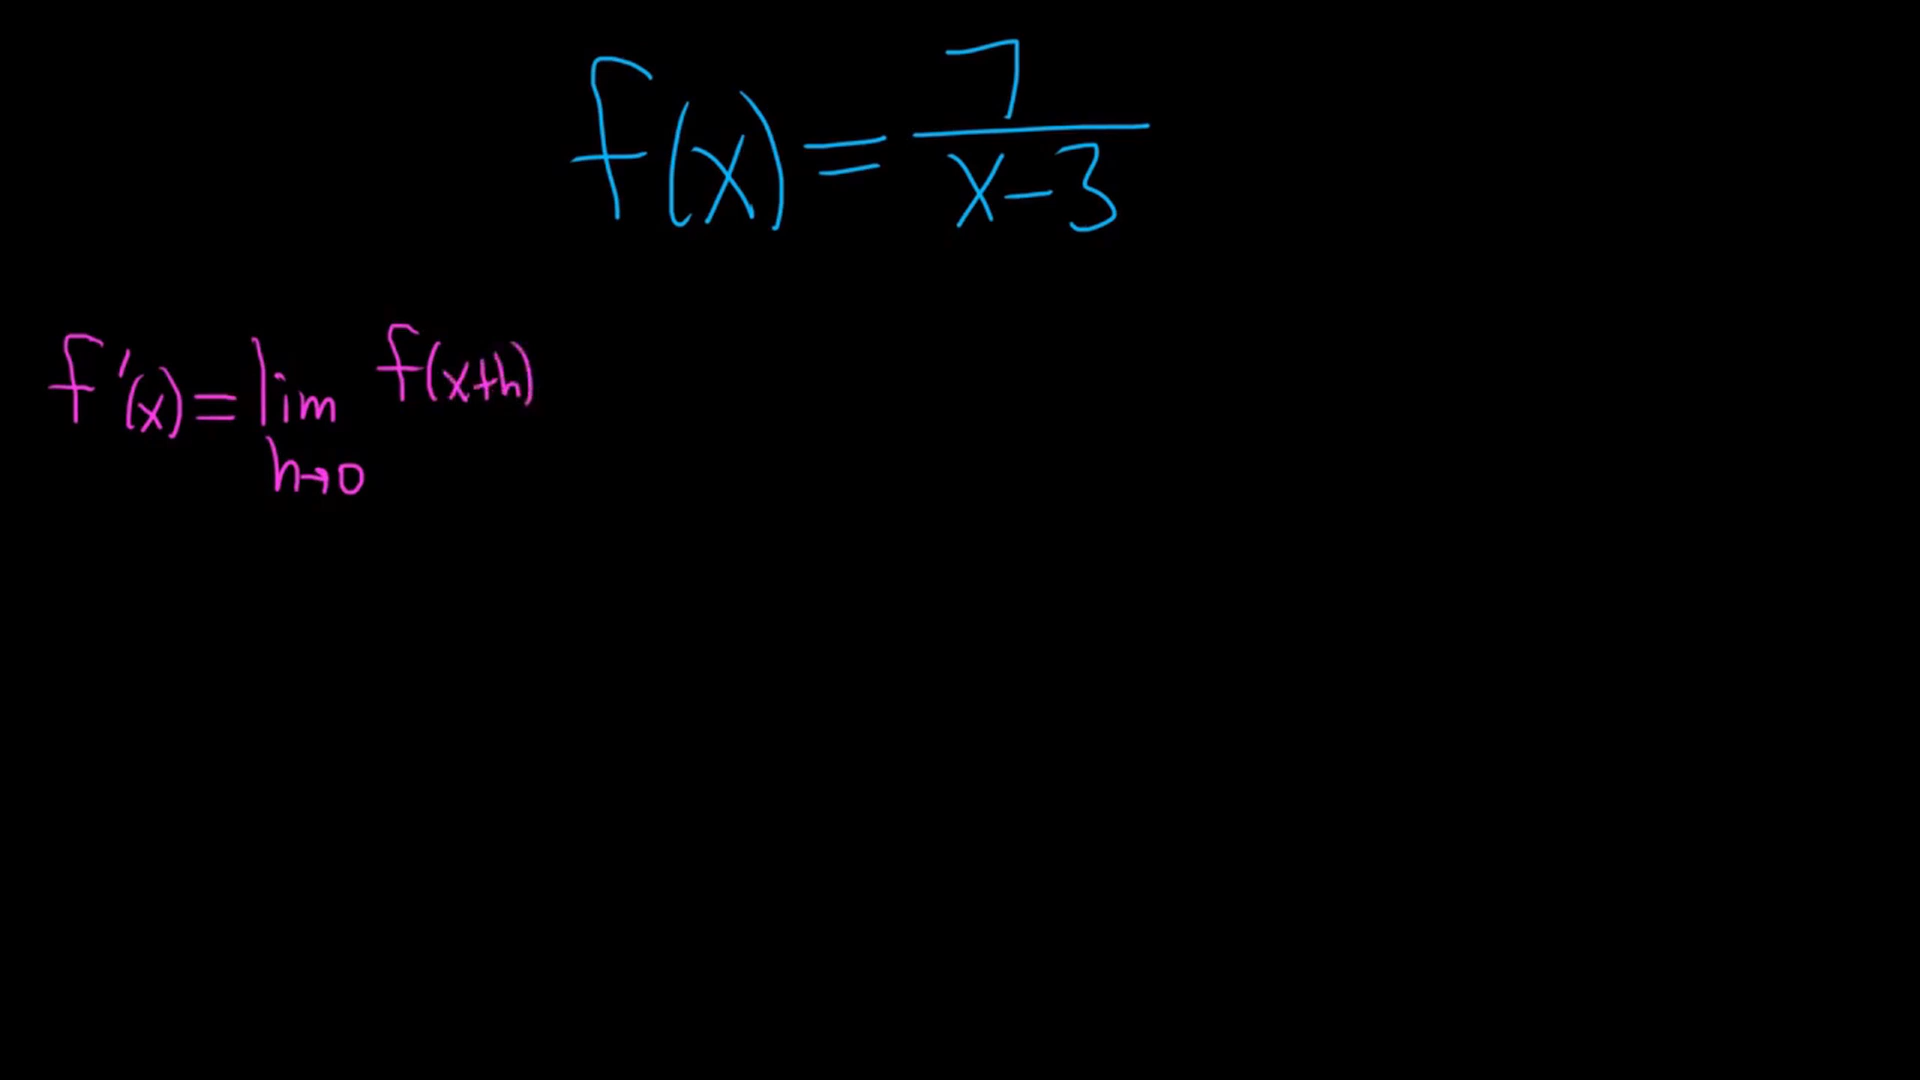 f(x) = 7/(x-3)
f'(x) = lim h→0 f(x+h)